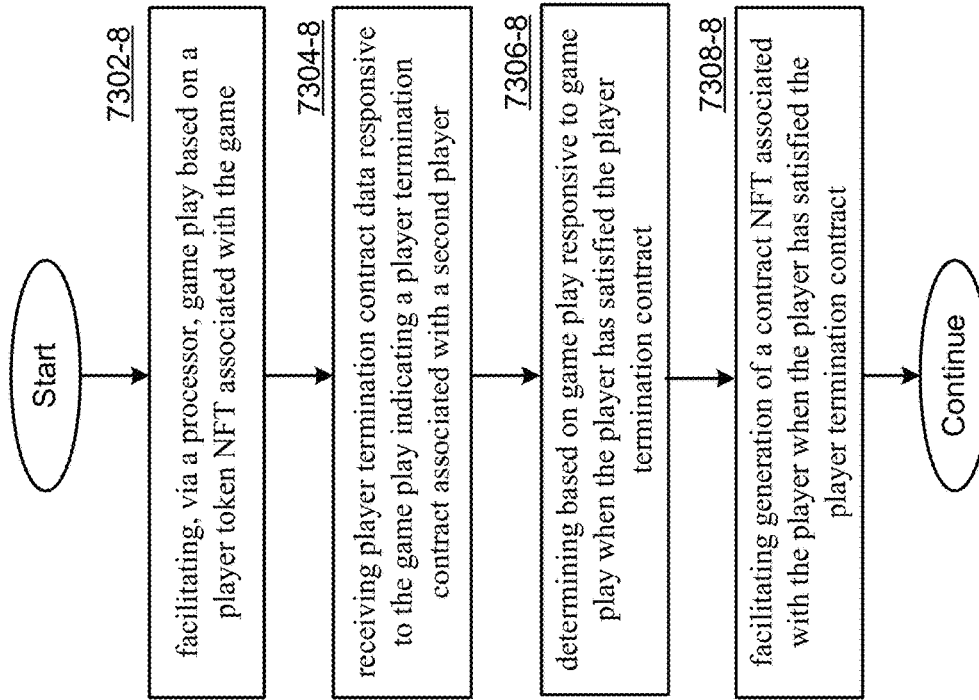 Start
7302-8
facilitating, via a processor, game play based on a
player token NFT associated with the game
7304-8
receiving player termination contract data responsive
to the game play indicating a player termination
contract associated with a second player
7306-8
determining based on game play responsive to game
play when the player has satisfied the player
termination contract
7308-8
facilitating generation of a contract NFT associated
with the player when the player has satisfied the
player termination contract
Continue